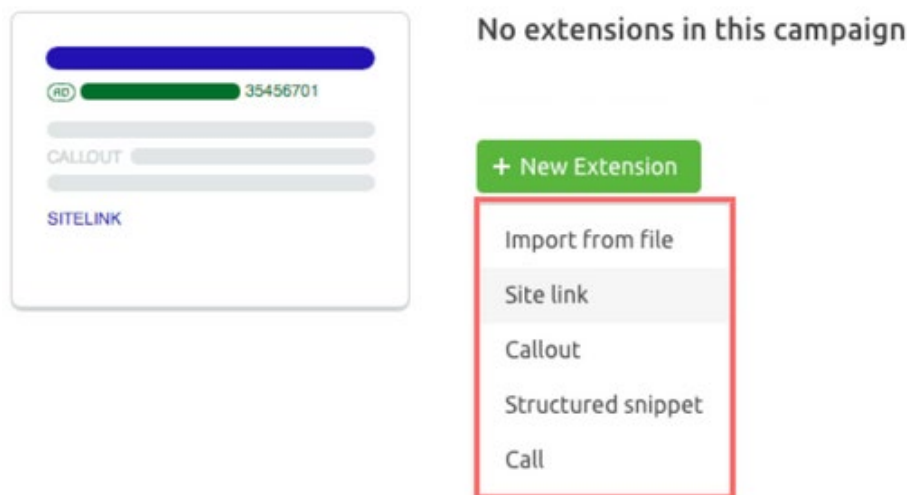 No extensions in this campaign
AD 35456701
CALLOUT
SITELINK
+ New Extension
Import from file
Site link
Callout
Structured snippet
Call